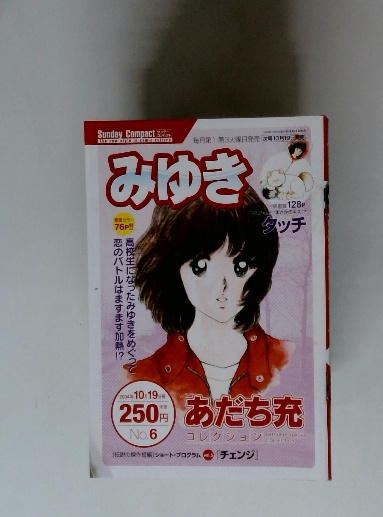 Sunday Compact
毎月第1第3火曜日発売
みゆき
128P
タッチ
76P!!
高校生になったみゆきをめぐって
恋のバトルはますます加熱!?
2004年10月19日号
250円
No.6
あだち充
コレクション
ショート・プログラム
「チェンジ」